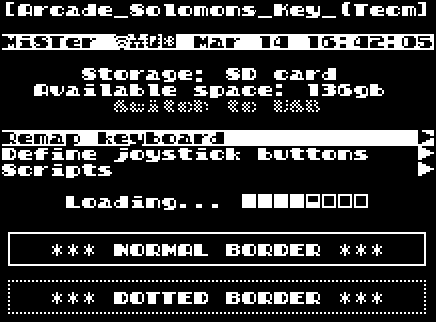 [Arcade_Solomons_Key_(Tecm]
MiSTer Mar 14 16:42:05
Storage: SD card
Available space: 136gb
Remap keyboard
Define joystick buttons
Scripts
Loading...
*** NORMAL BORDER ***
*** DOTTED BORDER ***